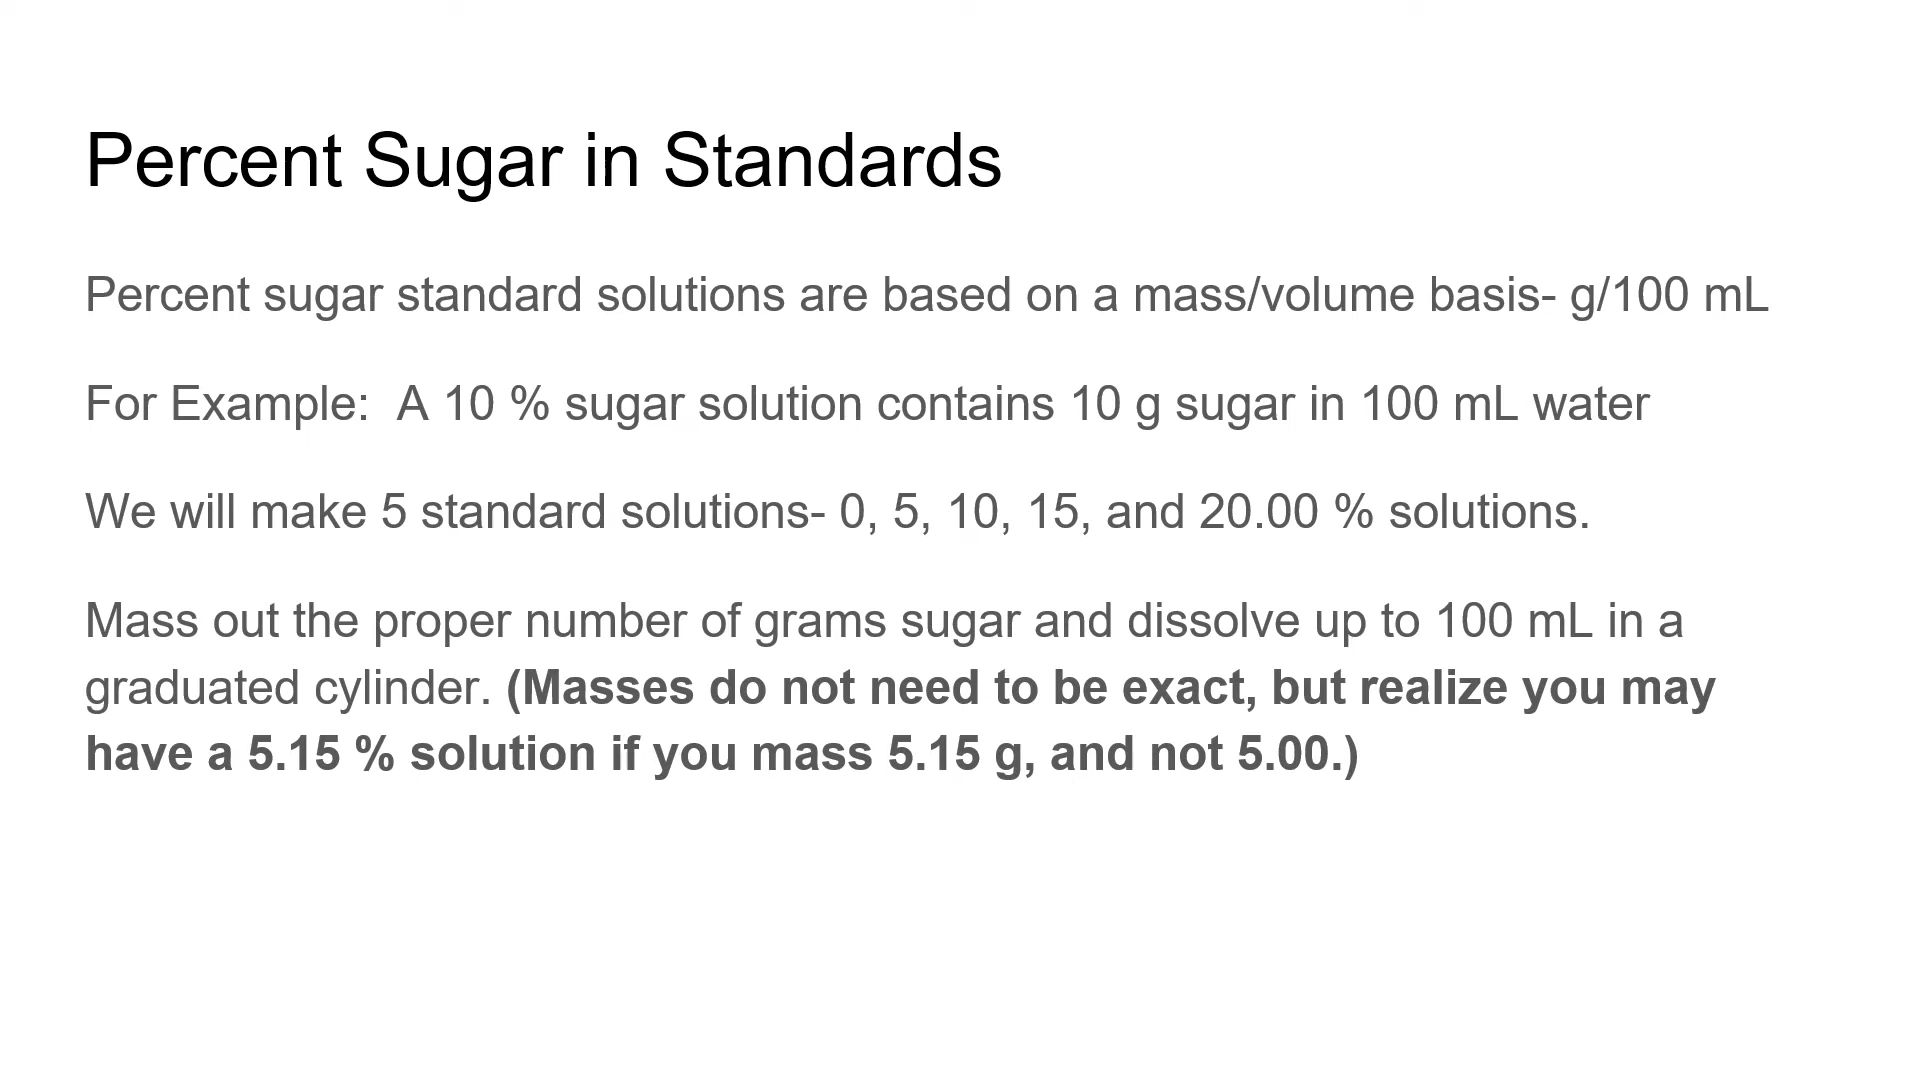 Percent Sugar in Standards
Percent sugar standard solutions are based on a mass/volume basis- g/100 mL
For Example:  A 10 % sugar solution contains 10 g sugar in 100 mL water
We will make 5 standard solutions- 0, 5, 10, 15, and 20.00 % solutions.
Mass out the proper number of grams sugar and dissolve up to 100 mL in a
graduated cylinder. (Masses do not need to be exact, but realize you may
have a 5.15 % solution if you mass 5.15 g, and not 5.00.)